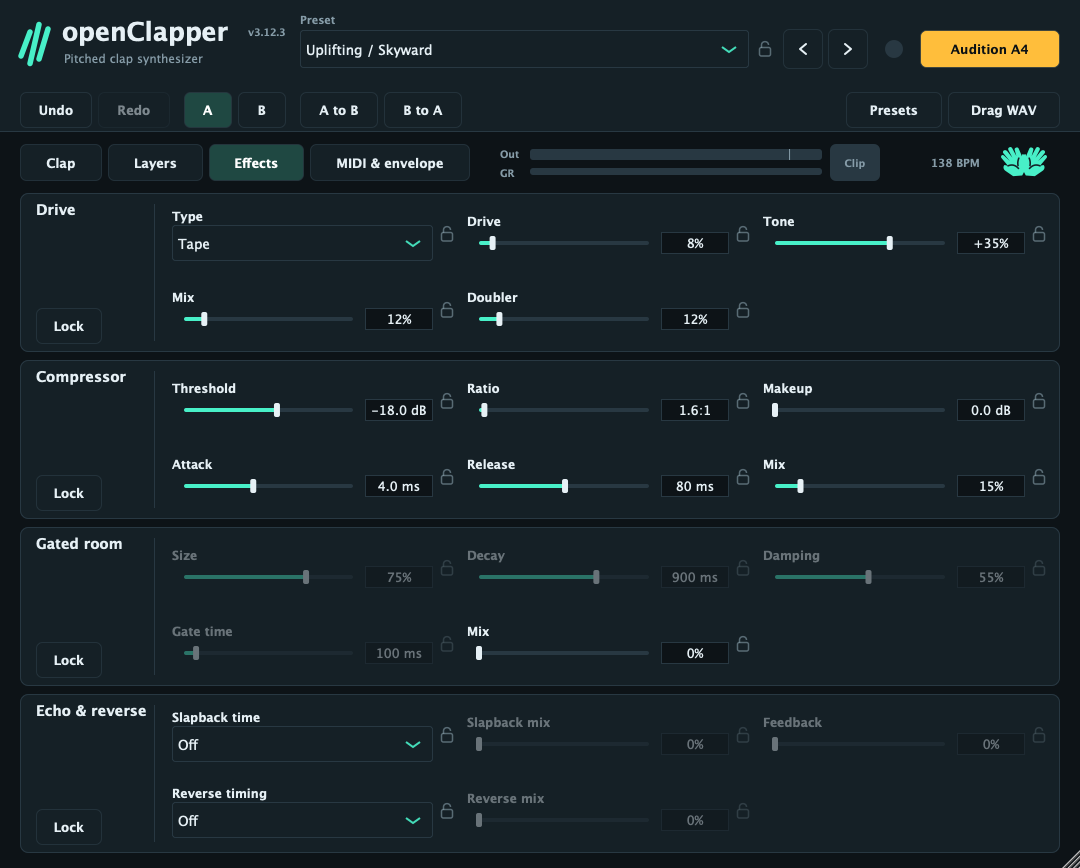 openClapper
v3.12.3
Pitched clap synthesizer
Preset
Uplifting / Skyward
Audition A4
Undo
Redo
A
B
A to B
B to A
Presets
Drag WAV
Clap
Layers
Effects
MIDI & envelope
Out
GR
Clip
138 BPM
Drive
Type
Tape
Drive
8%
Tone
+35%
Mix
12%
Doubler
12%
Lock
Compressor
Threshold
−18.0 dB
Ratio
1.6:1
Makeup
0.0 dB
Attack
4.0 ms
Release
80 ms
Mix
15%
Lock
Gated room
Size
75%
Decay
900 ms
Damping
55%
Gate time
100 ms
Mix
0%
Lock
Echo & reverse
Slapback time
Off
Slapback mix
0%
Feedback
0%
Reverse timing
Off
Reverse mix
0%
Lock